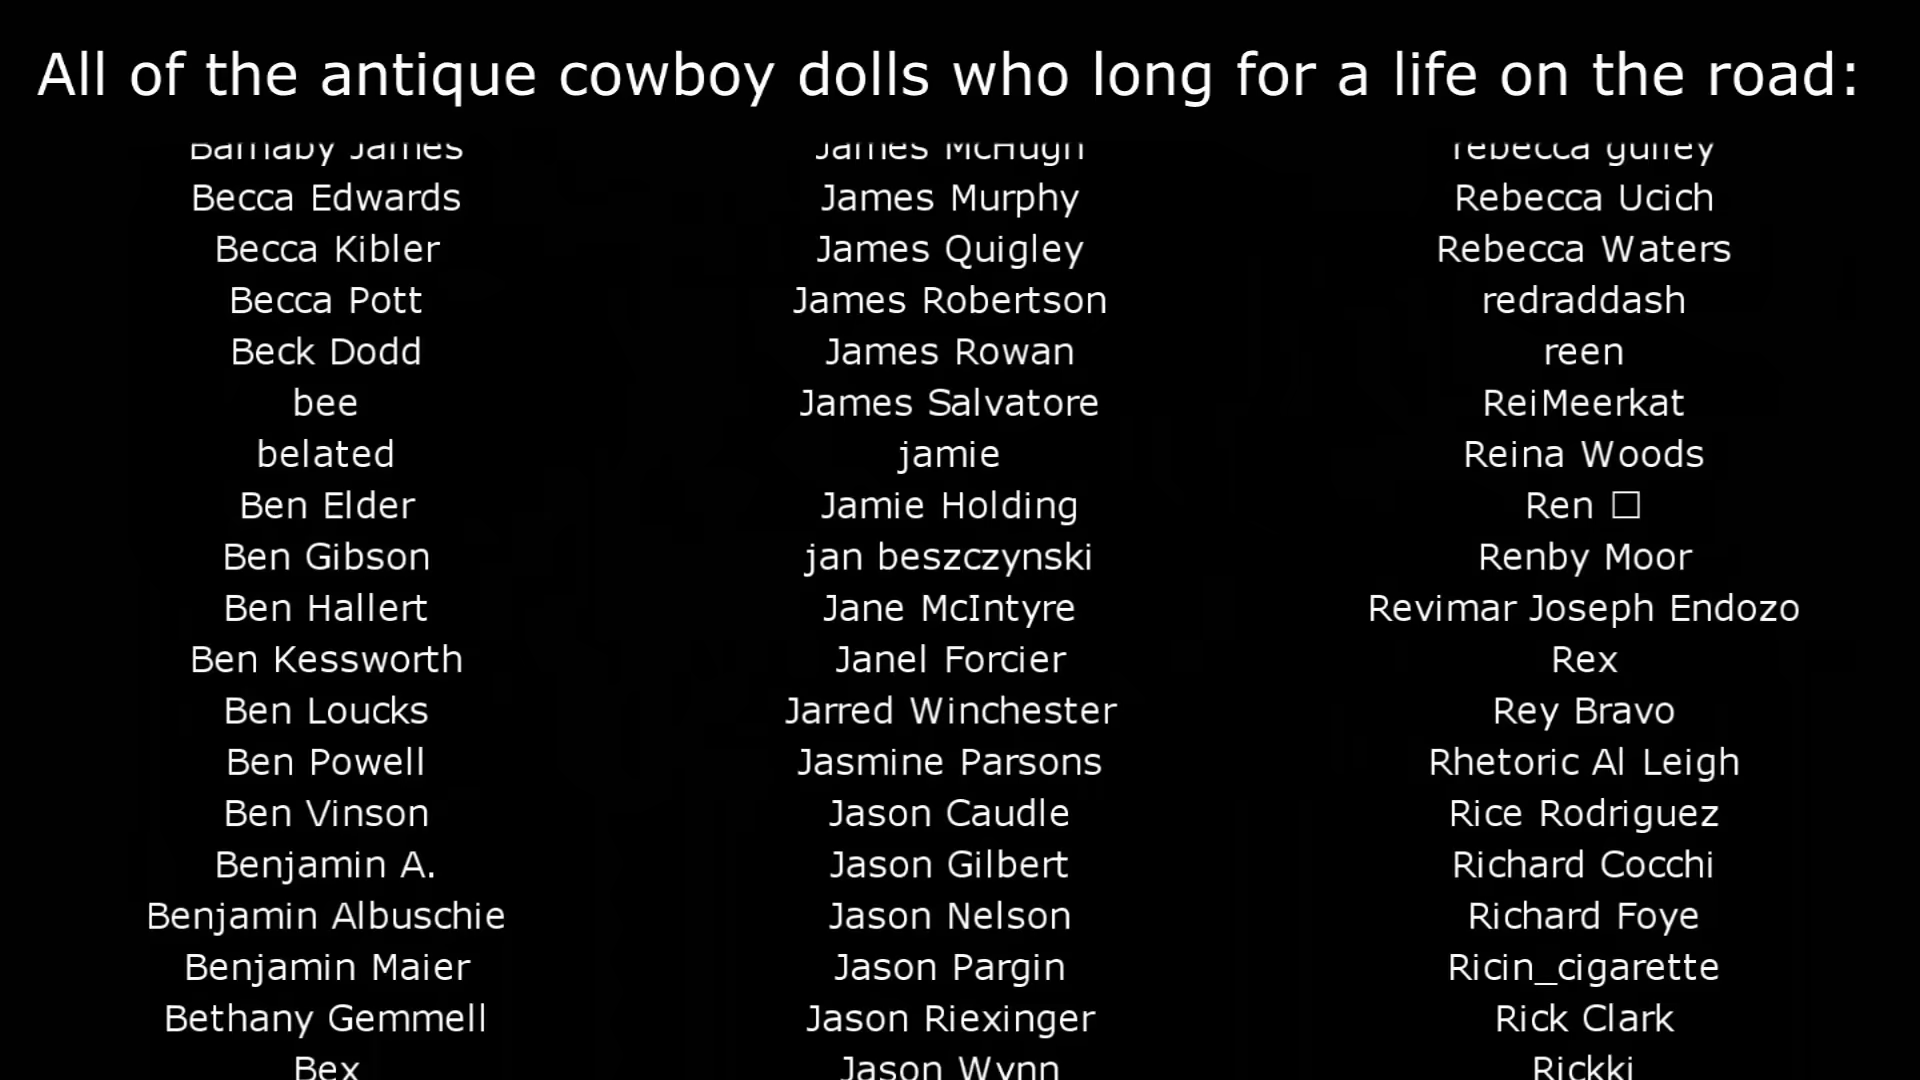 All of the antique cowboy dolls who long for a life on the road:
Barnaby James
Becca Edwards
Becca Kibler
Becca Pott
Beck Dodd
bee
belated
Ben Elder
Ben Gibson
Ben Hallert
Ben Kessworth
Ben Loucks
Ben Powell
Ben Vinson
Benjamin A.
Benjamin Albuschie
Benjamin Maier
Bethany Gemmell
Bex
James McHugh
James Murphy
James Quigley
James Robertson
James Rowan
James Salvatore
jamie
Jamie Holding
jan beszczynski
Jane McIntyre
Janel Forcier
Jarred Winchester
Jasmine Parsons
Jason Caudle
Jason Gilbert
Jason Nelson
Jason Pargin
Jason Riexinger
Jason Wynn
rebecca
Rebecca Ucich
Rebecca Waters
redraddash
reen
ReiMeerkat
Reina Woods
Ren □
Renby Moor
Revimar Joseph Endozo
Rex
Rey Bravo
Rhetoric Al Leigh
Rice Rodriguez
Richard Cocchi
Richard Foye
Ricin_cigarette
Rick Clark
Rickki